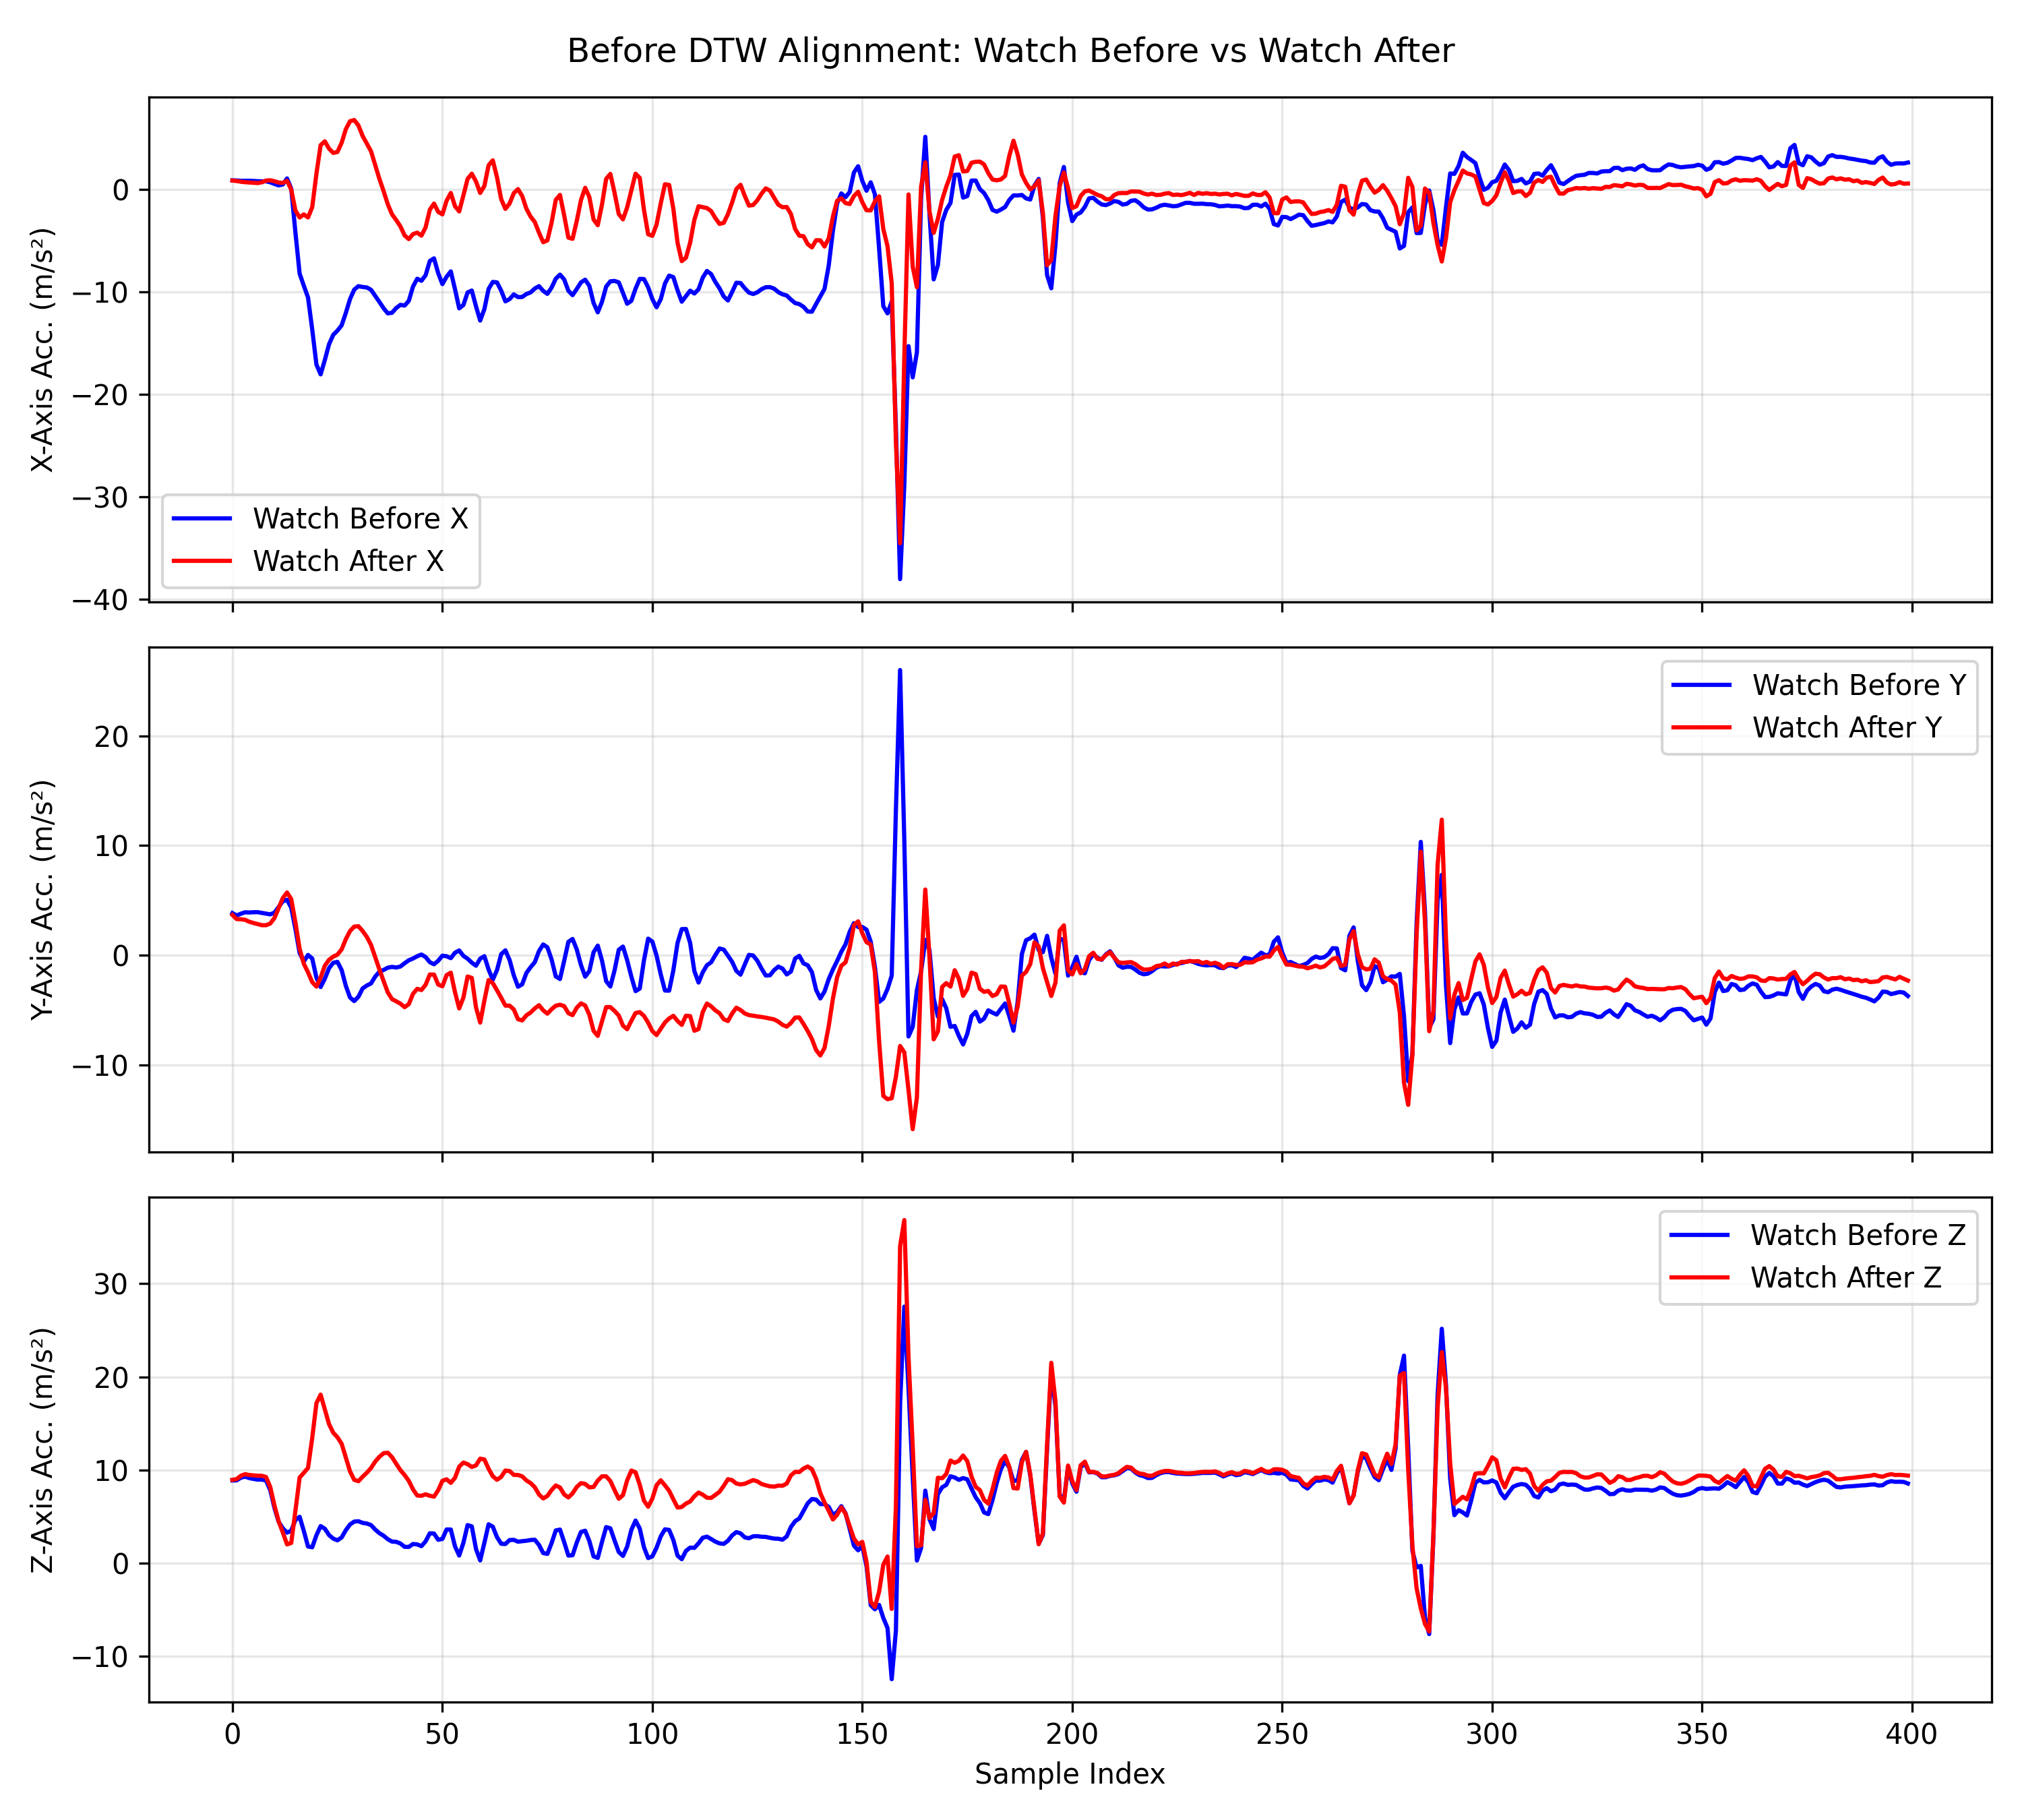 Before DTW Alignment: Watch Before vs Watch After
X-Axis Acc. (m/s²)
0
−10
−20
−30
−40
Watch Before X
Watch After X
Y-Axis Acc. (m/s²)
20
10
0
−10
Watch Before Y
Watch After Y
Z-Axis Acc. (m/s²)
30
20
10
0
−10
Watch Before Z
Watch After Z
0 50 100 150 200 250 300 350 400
Sample Index